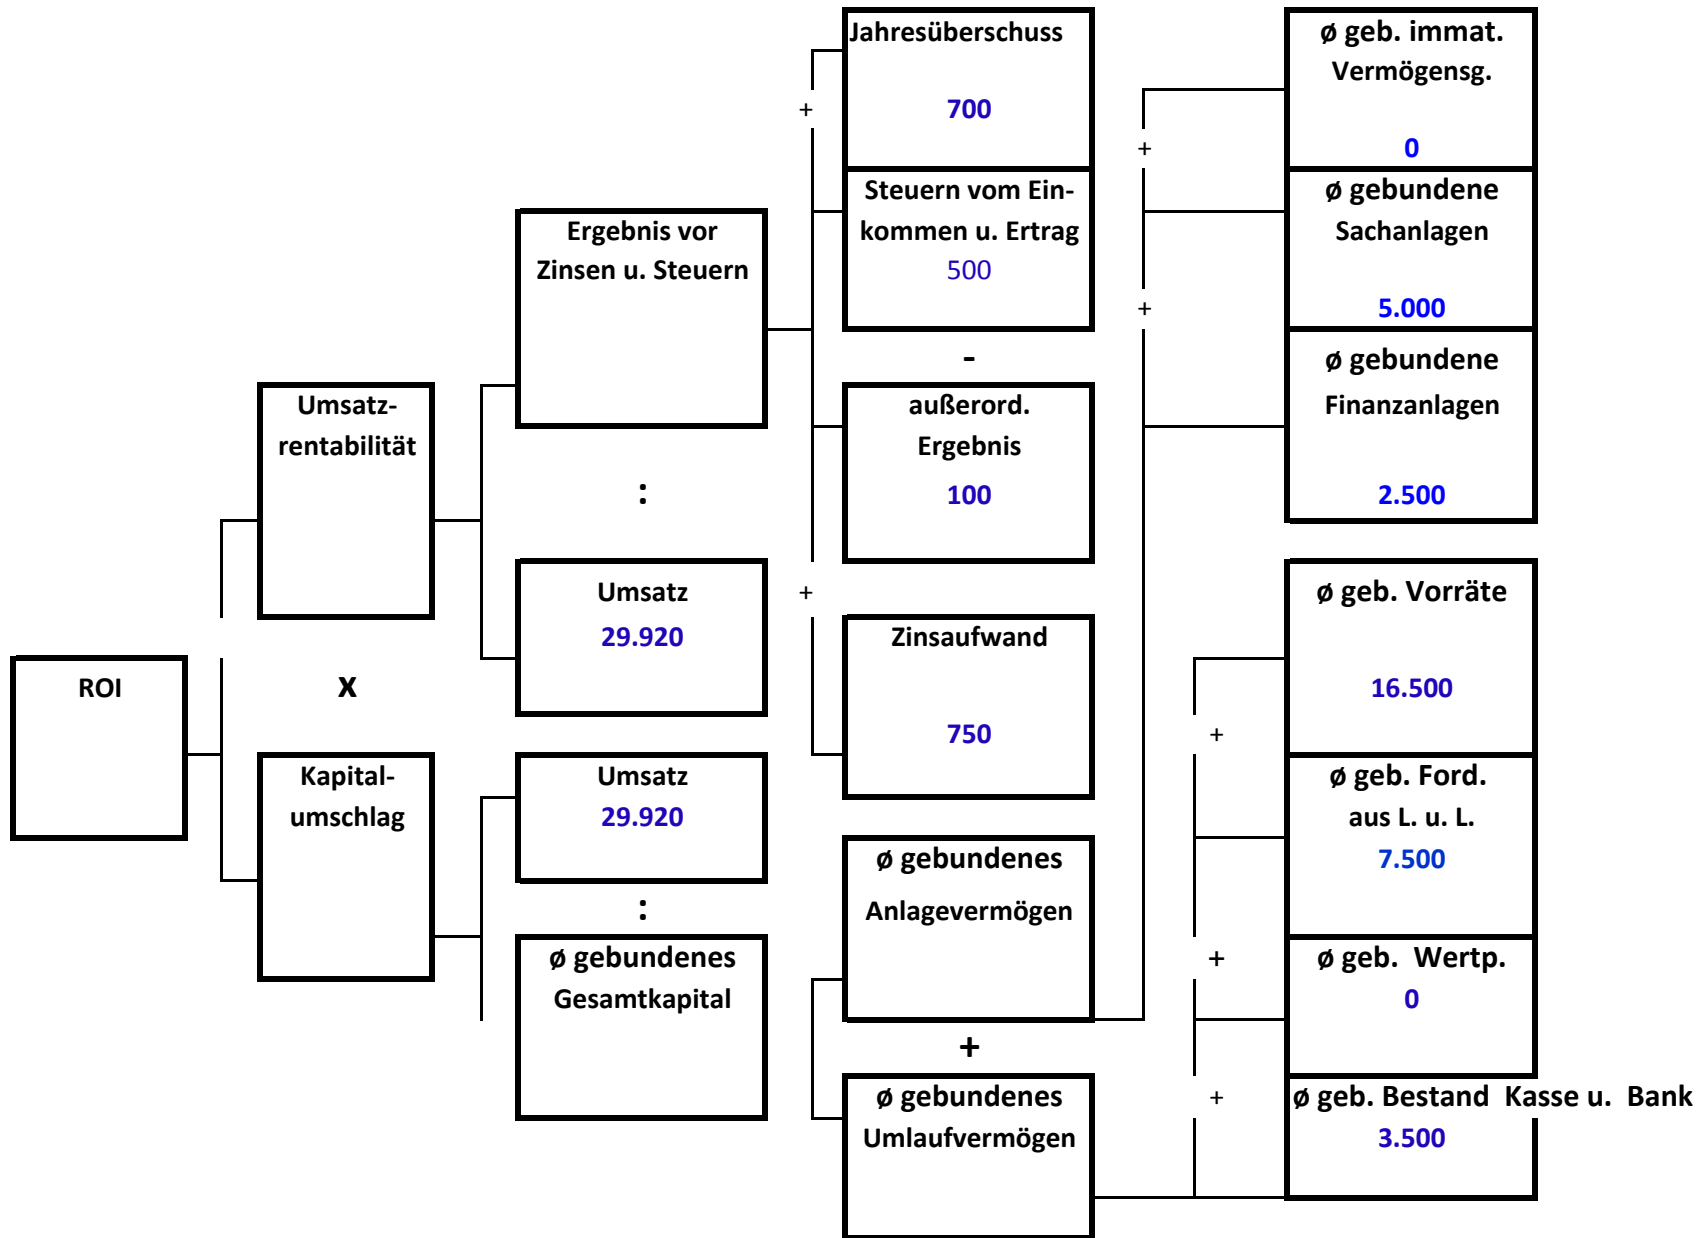 Jahresüberschuss
700
Steuern vom Ein-
kommen u. Ertrag
500
-
außerord.
Ergebnis
100
+
+
Zinsaufwand
750
ø geb. immat.
Vermögensg.
0
+
ø gebundene
Sachanlagen
5.000
+
ø gebundene
Finanzanlagen
2.500
Ergebnis vor
Zinsen u. Steuern
:
Umsatz
29.920
Umsatz-
rentabilität
ROI
x
Kapital-
umschlag
Umsatz
29.920
:
ø gebundenes
Gesamtkapital
ø gebundenes
Anlagevermögen
+
ø gebundenes
Umlaufvermögen
ø geb. Vorräte
16.500
+
ø geb. Ford.
aus L. u. L.
7.500
+
ø geb. Wertp.
0
+
ø geb. Bestand Kasse u. Bank
3.500